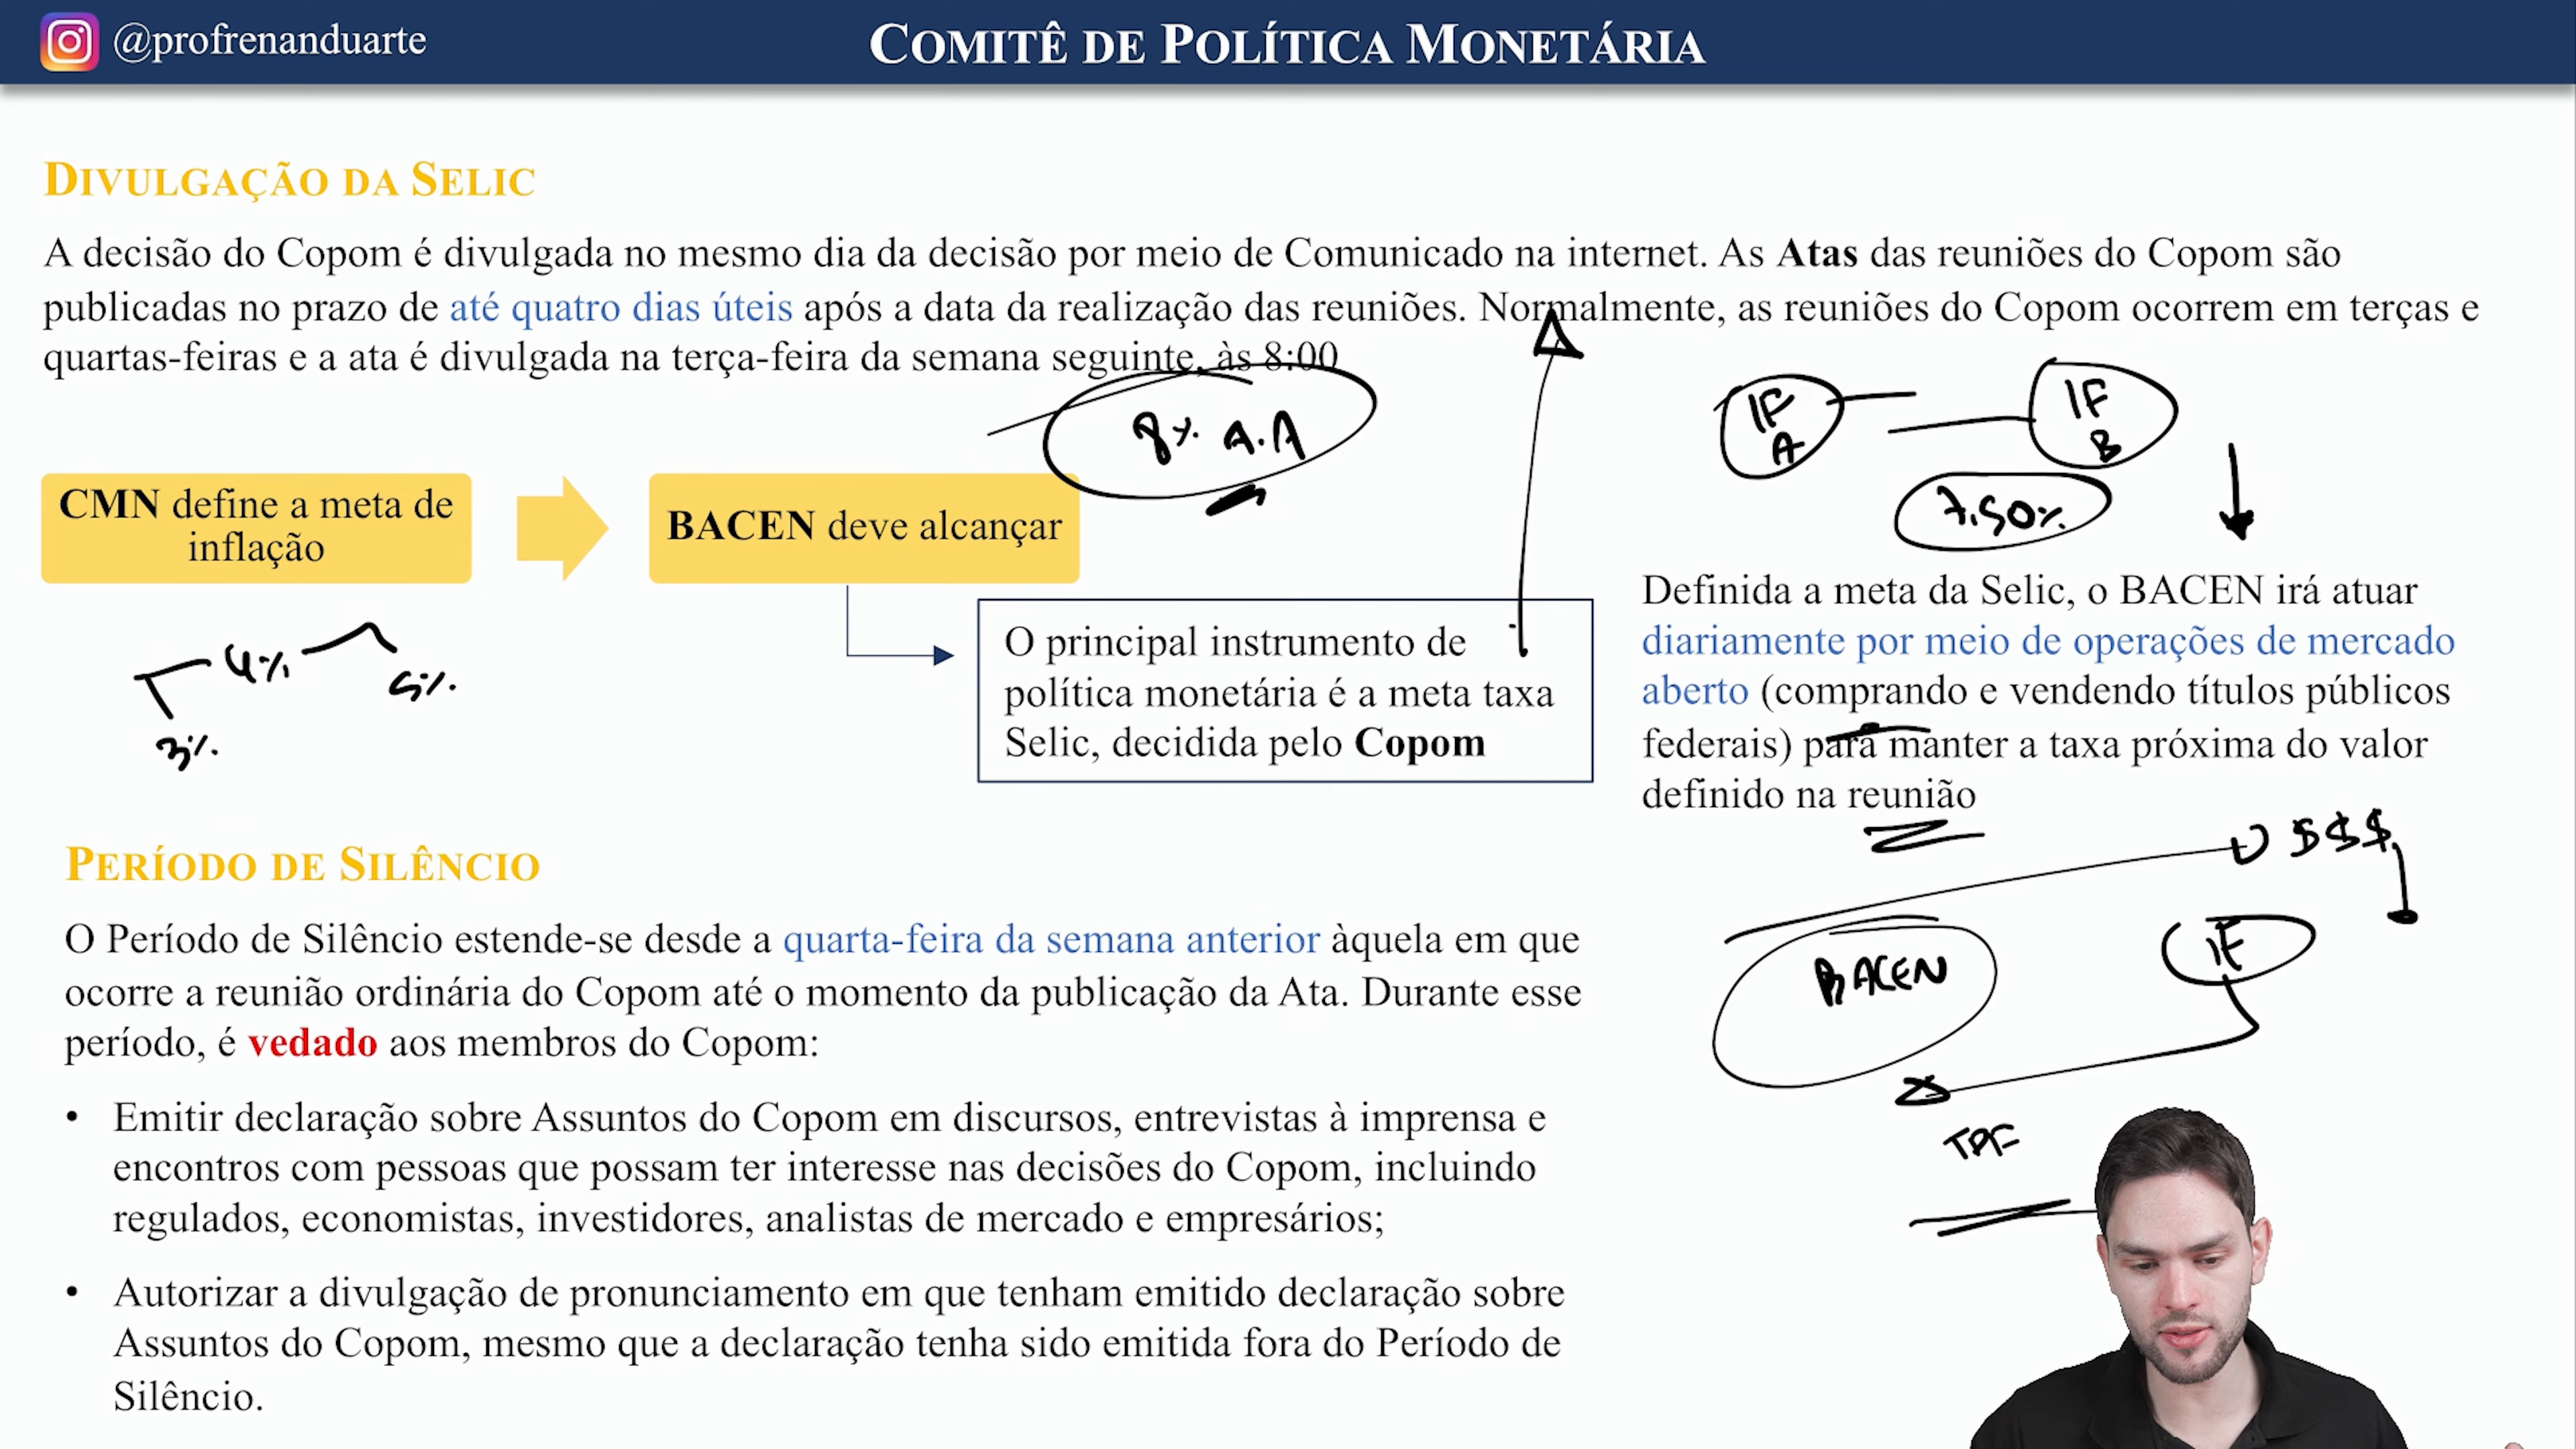 @profrenanduarte
COMITÊ DE POLÍTICA MONETÁRIA
DIVULGAÇÃO DA SELIC
A decisão do Copom é divulgada no mesmo dia da decisão por meio de Comunicado na internet. As Atas das reuniões do Copom são
publicadas no prazo de até quatro dias úteis após a data da realização das reuniões. Normalmente, as reuniões do Copom ocorrem em terças e
quartas-feiras e a ata é divulgada na terça-feira da semana seguinte, às 8:00
8% A.A
IF
A
IF
B
7,50%
CMN define a meta de
inflação
BACEN deve alcançar
4%
5%
3%
O principal instrumento de
política monetária é a meta taxa
Selic, decidida pelo Copom
Definida a meta da Selic, o BACEN irá atuar
diariamente por meio de operações de mercado
aberto (comprando e vendendo títulos públicos
federais) para manter a taxa próxima do valor
definido na reunião
$$$
BACEN
IF
TPF
PERÍODO DE SILÊNCIO
O Período de Silêncio estende-se desde a quarta-feira da semana anterior àquela em que
ocorre a reunião ordinária do Copom até o momento da publicação da Ata. Durante esse
período, é vedado aos membros do Copom:
• Emitir declaração sobre Assuntos do Copom em discursos, entrevistas à imprensa e
encontros com pessoas que possam ter interesse nas decisões do Copom, incluindo
regulados, economistas, investidores, analistas de mercado e empresários;
• Autorizar a divulgação de pronunciamento em que tenham emitido declaração sobre
Assuntos do Copom, mesmo que a declaração tenha sido emitida fora do Período de
Silêncio.